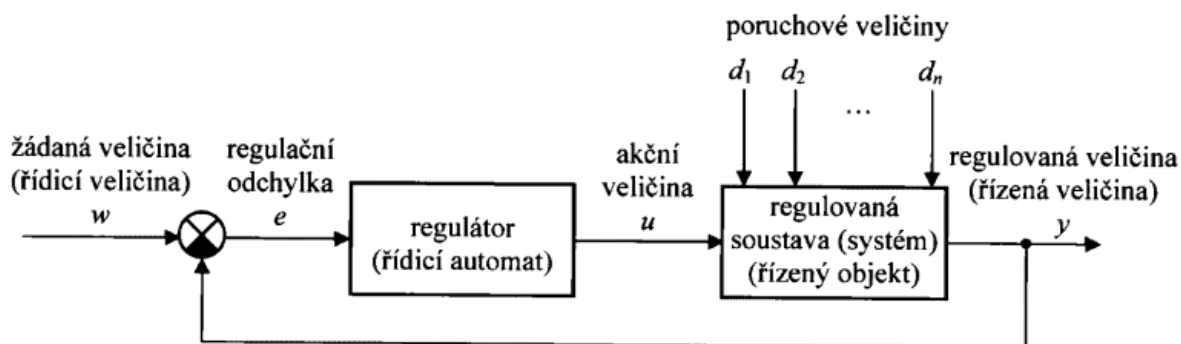 poruchové veličiny
d1 d2 ... dn
žádaná veličina
(řídicí veličina)
w
regulační
odchylka
e
regulátor
(řídicí automat)
akční
veličina
u
regulovaná
soustava (systém)
(řízený objekt)
regulovaná veličina
(řízená veličina)
y